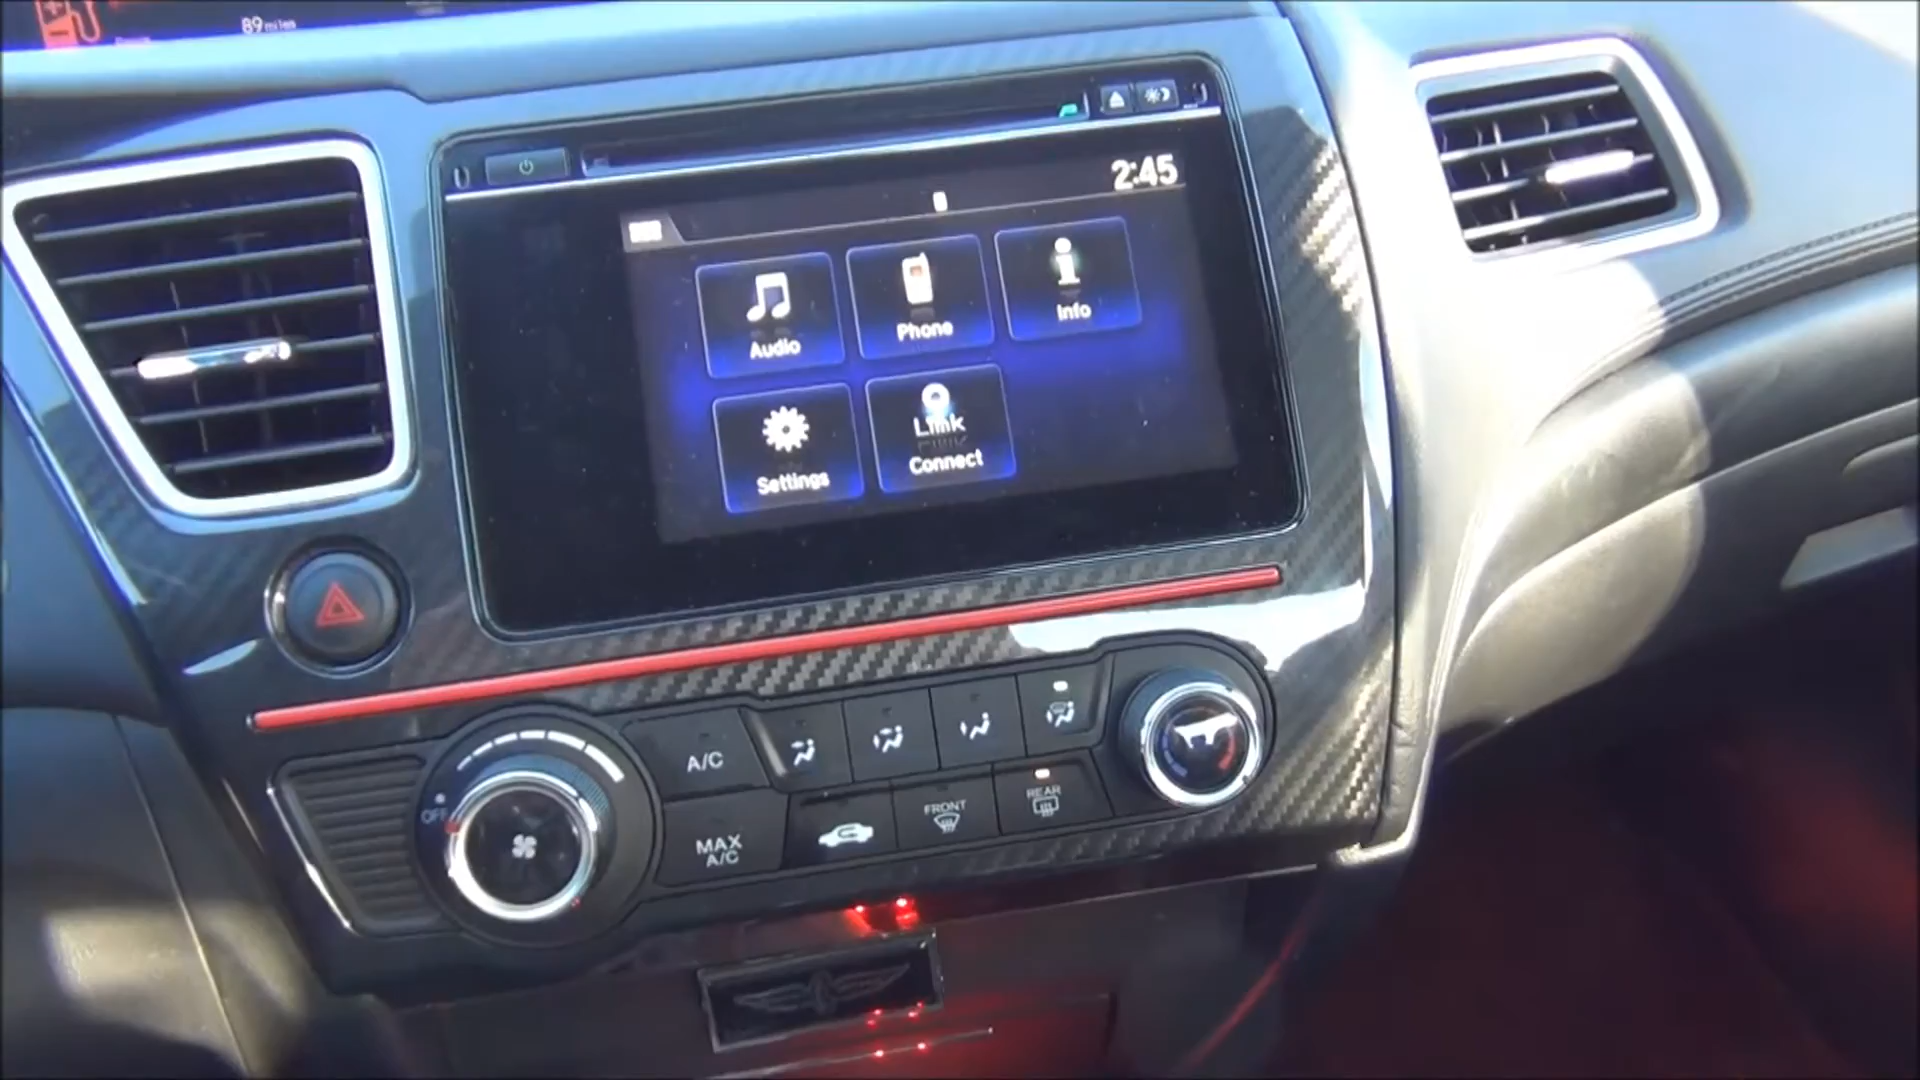 89 miles
2:45
Audio
Phone
Info
Settings
Link
Connect
A/C
OFF
MAX
A/C
FRONT
REAR